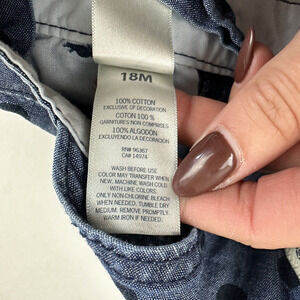 18M
100% COTTON
EXCLUSIVE OF DECORATION
COTON 100 %
GARNITURES NON COMPRISES
100% ALGODON
EXCLUYENDO LA DECORACIÓN
RN# 96367
CA# 14974
WASH BEFORE USE
COLOR MAY TRANSFER WHEN
NEW, MACHINE WASH COLD
WITH LIKE COLORS.
ONLY NON-CHLORINE BLEACH
WHEN NEEDED. TUMBLE DRY
MEDIUM. REMOVE PROMPTLY.
WARM IRON IF NEEDED.